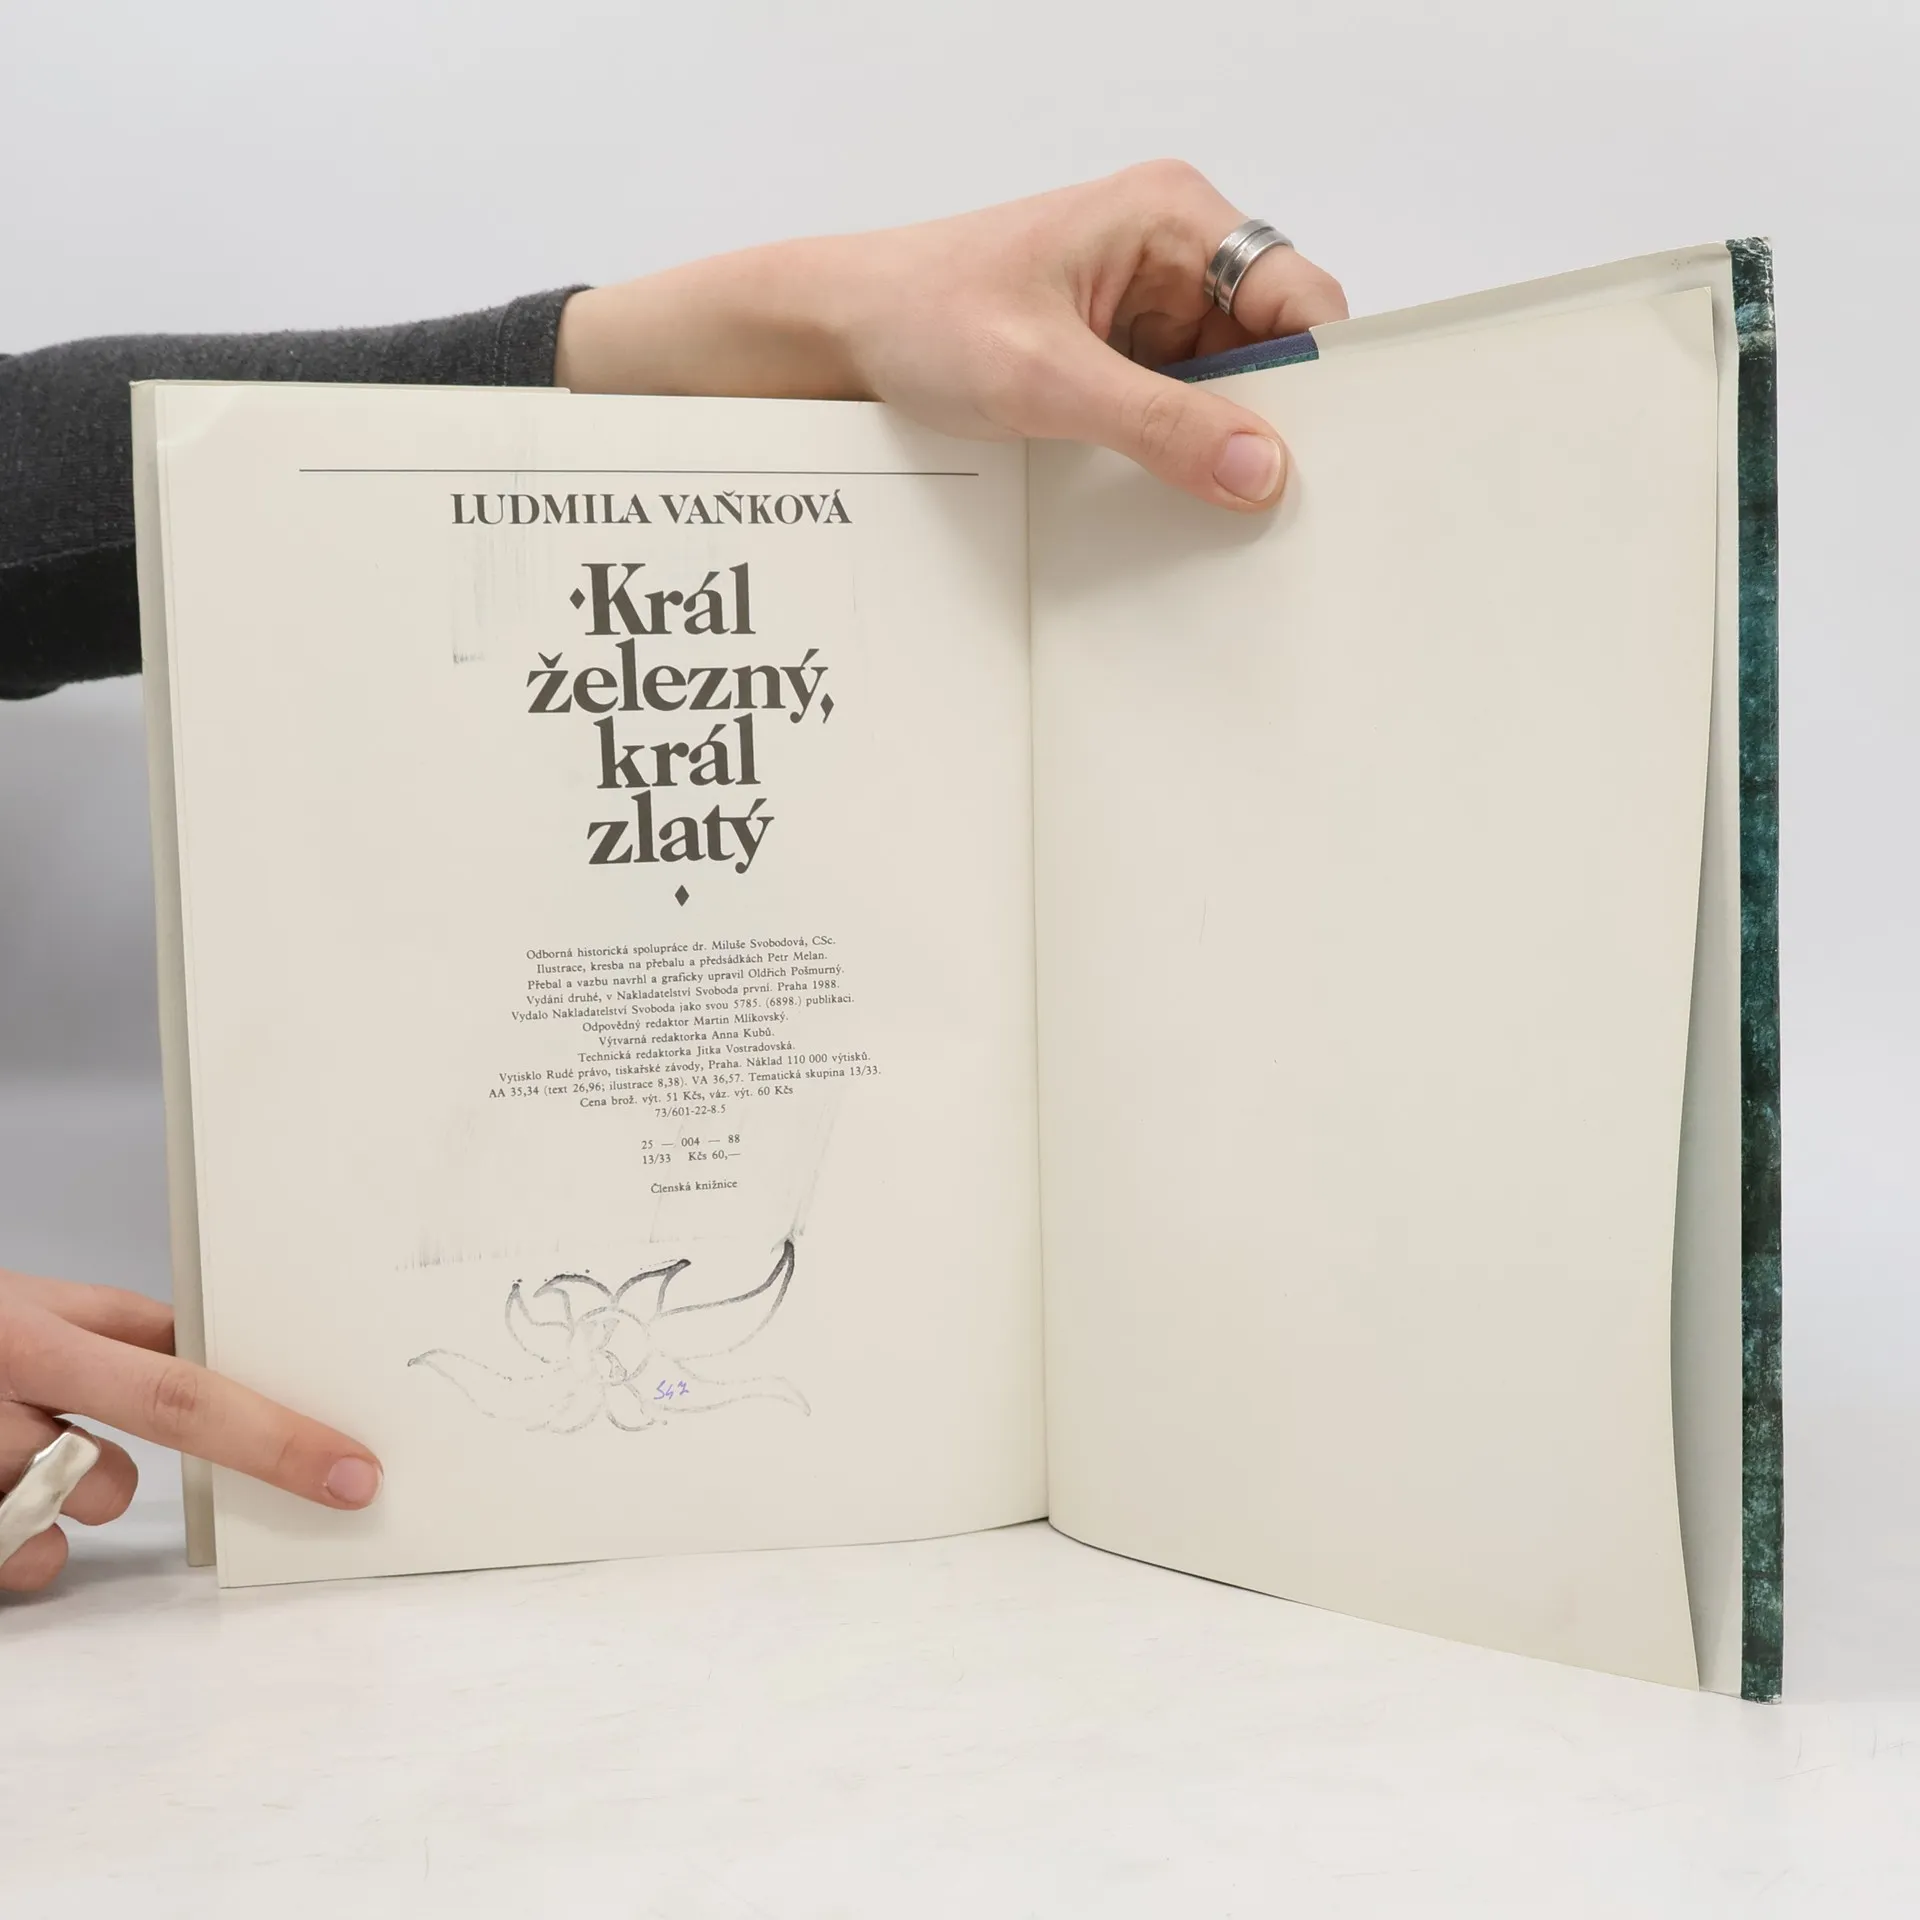 LUDMILA VAŇKOVÁ
Král
železný,
král
zlatý
Odborná historická spolupráce dr. Miluše Svobodová, CSc.
Ilustrace, kresba na přebalu a předsádkách Petr Melan.
Přebal a vazbu navrhl a graficky upravil Oldřich Pošmurný.
Vydání druhé, v Nakladatelství Svoboda první. Praha 1988.
Vydalo Nakladatelství Svoboda jako svou 5785. (6898.) publikaci.
Odpovědný redaktor Martin Mlíkovský.
Výtvarná redaktorka Anna Kubů.
Technická redaktorka Jitka Vostradovská.
Vytisklo Rudé právo, tiskařské závody, Praha. Náklad 110 000 výtisků.
AA 35,34 (text 26,96; ilustrace 8,38). VA 36,57. Tematická skupina 13/33.
Cena brož. výt. 51 Kčs, váz. výt. 60 Kčs
73/601-22-8.5
25 — 004 — 88
13/33 Kčs 60,—
Členská knižnice